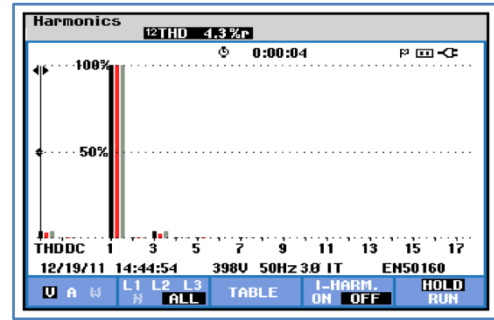 Harmonics
12THD 4.3%r
0:00:04
100%
50%
THDDC 1 3 5 7 9 11 13 15 17
12/19/11 14:44:54 398V 50Hz 3Ø IT EN50160
V A W L1 L2 L3 N ALL TABLE I-HARM. ON OFF HOLD RUN